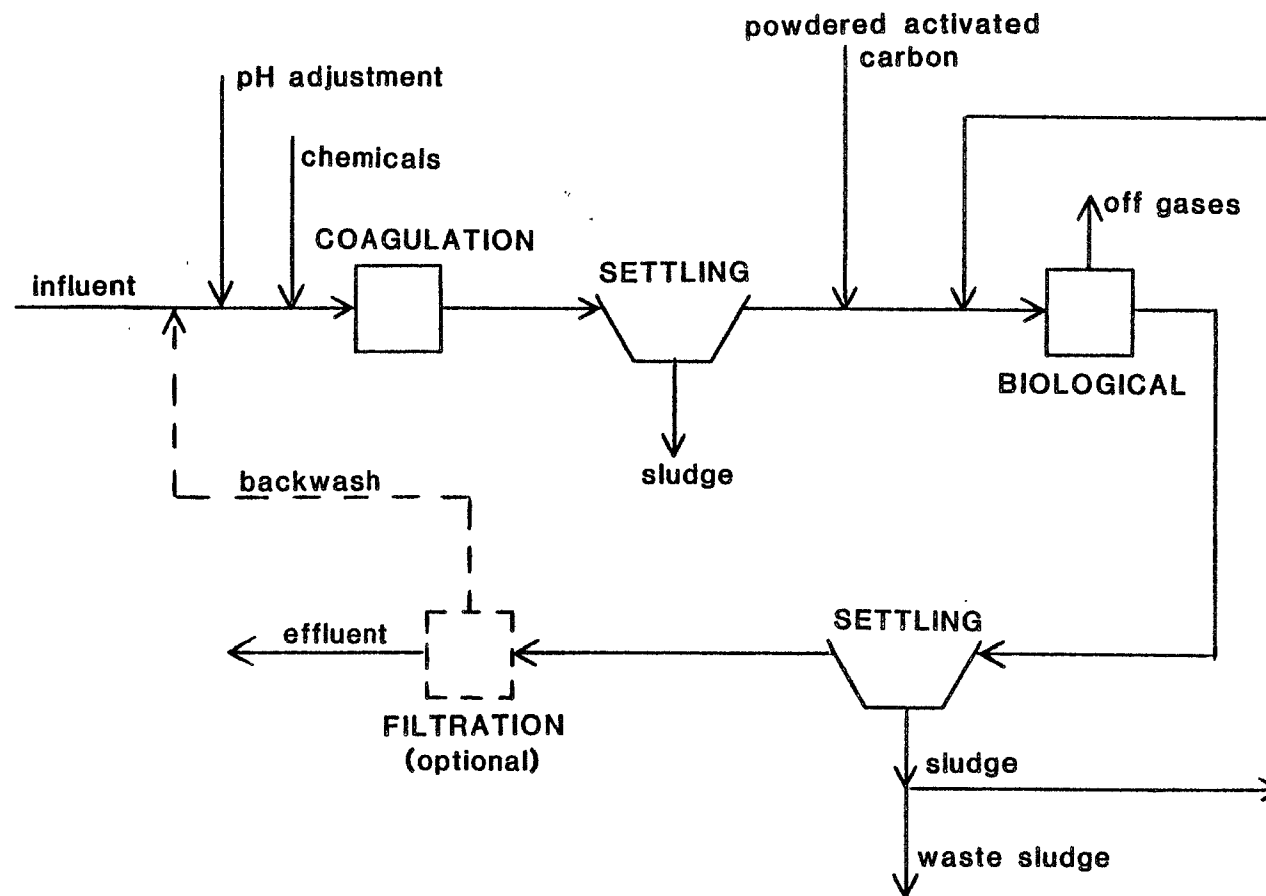 powdered activated
carbon
pH adjustment
chemicals
off gases
COAGULATION
SETTLING
influent
BIOLOGICAL
sludge
backwash
SETTLING
effluent
FILTRATION
(optional)
sludge
waste sludge